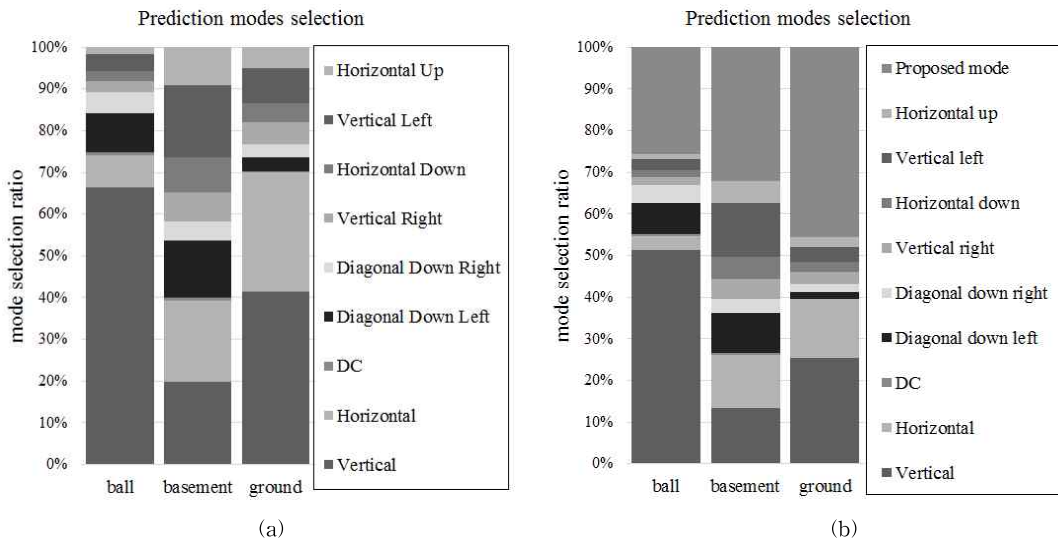 Prediction modes selection
mode selection ratio
100%
90%
80%
70%
60%
50%
40%
30%
20%
10%
0%
ball basement ground
Horizontal Up
Vertical Left
Horizontal Down
Vertical Right
Diagonal Down Right
Diagonal Down Left
DC
Horizontal
Vertical
(a)
Prediction modes selection
mode selection ratio
100%
90%
80%
70%
60%
50%
40%
30%
20%
10%
0%
ball basement ground
Proposed mode
Horizontal up
Vertical left
Horizontal down
Vertical right
Diagonal down right
Diagonal down left
DC
Horizontal
Vertical
(b)